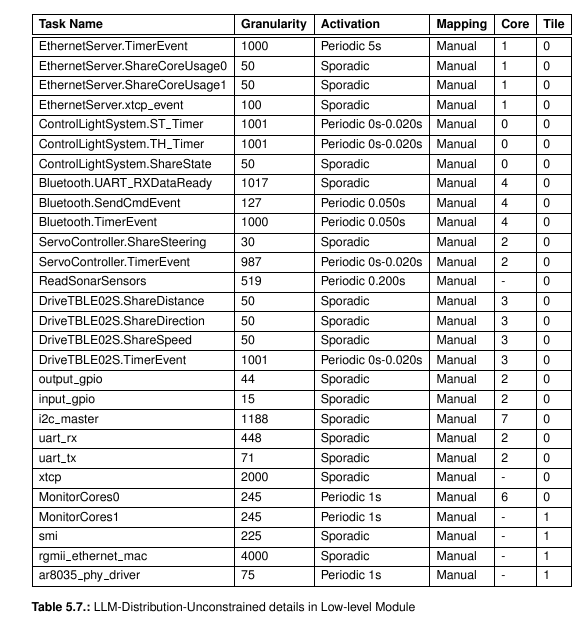 Task Name Granularity Activation Mapping Core Tile
EthernetServer.TimerEvent 1000 Periodic 5s Manual 1 0
EthernetServer.ShareCoreUsage0 50 Sporadic Manual 1 0
EthernetServer.ShareCoreUsage1 50 Sporadic Manual 1 0
EthernetServer.xtcp_event 100 Sporadic Manual 1 0
ControlLightSystem.ST_Timer 1001 Periodic 0s-0.020s Manual 0 0
ControlLightSystem.TH_Timer 1001 Periodic 0s-0.020s Manual 0 0
ControlLightSystem.ShareState 50 Sporadic Manual 0 0
Bluetooth.UART_RXDataReady 1017 Sporadic Manual 4 0
Bluetooth.SendCmdEvent 127 Periodic 0.050s Manual 4 0
Bluetooth.TimerEvent 1000 Periodic 0.050s Manual 4 0
ServoController.ShareSteering 30 Sporadic Manual 2 0
ServoController.TimerEvent 987 Periodic 0s-0.020s Manual 2 0
ReadSonarSensors 519 Periodic 0.200s Manual - 0
DriveTBLE02S.ShareDistance 50 Sporadic Manual 3 0
DriveTBLE02S.ShareDirection 50 Sporadic Manual 3 0
DriveTBLE02S.ShareSpeed 50 Sporadic Manual 3 0
DriveTBLE02S.TimerEvent 1001 Periodic 0s-0.020s Manual 3 0
output_gpio 44 Sporadic Manual 2 0
input_gpio 15 Sporadic Manual 2 0
i2c_master 1188 Sporadic Manual 7 0
uart_rx 448 Sporadic Manual 2 0
uart_tx 71 Sporadic Manual 2 0
xtcp 2000 Sporadic Manual - 0
MonitorCores0 245 Periodic 1s Manual 6 0
MonitorCores1 245 Periodic 1s Manual - 1
smi 225 Sporadic Manual - 1
rgmii_ethernet_mac 4000 Sporadic Manual - 1
ar8035_phy_driver 75 Periodic 1s Manual - 1
Table 5.7.: LLM-Distribution-Unconstrained details in Low-level Module